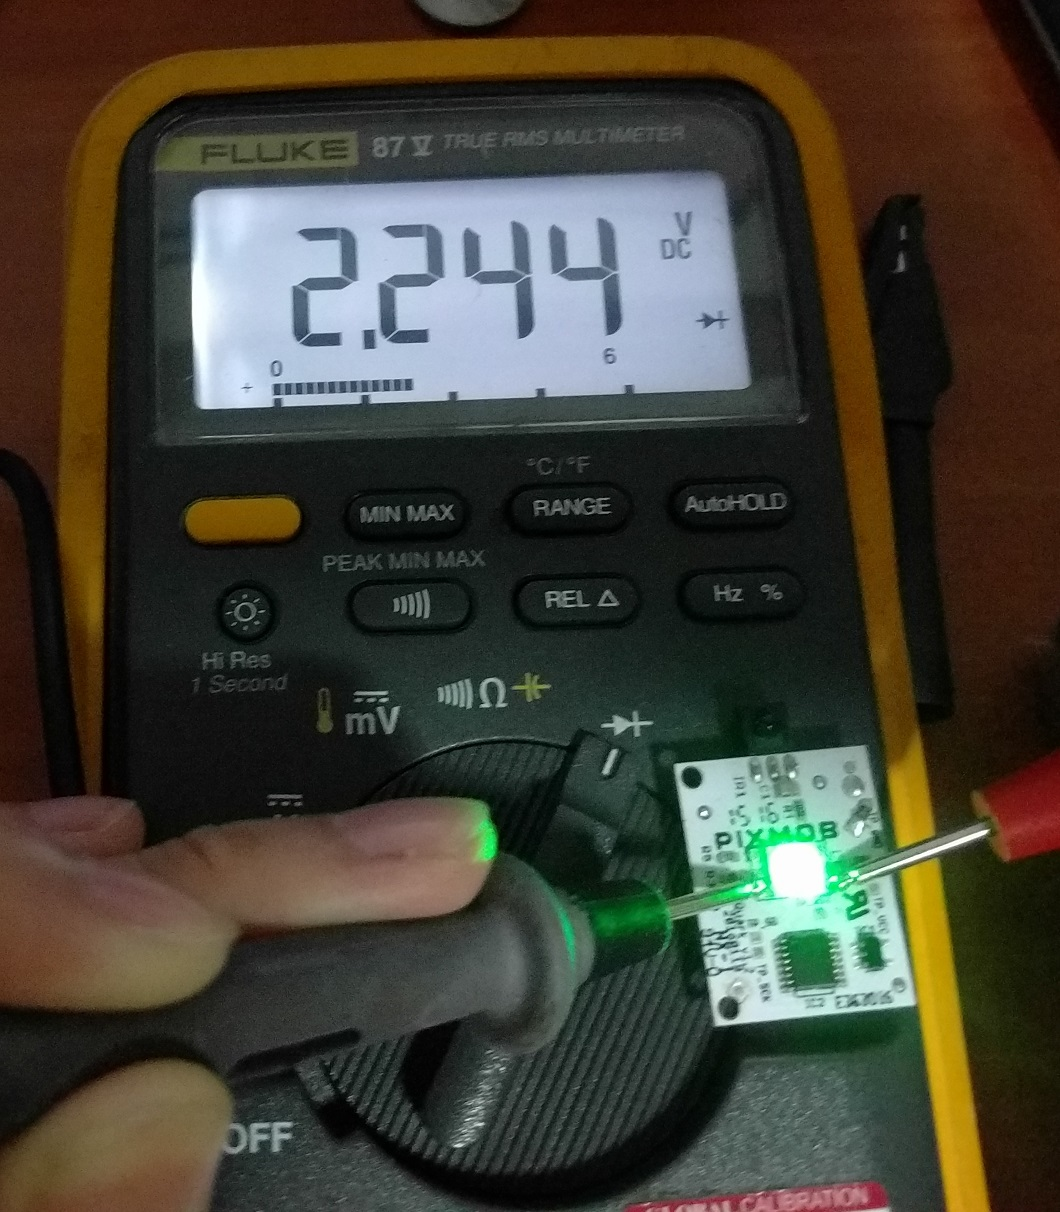 FLUKE 87 V TRUE RMS MULTIMETER
2.244 V DC
0 6
+
°C/°F
MIN MAX RANGE AutoHOLD
PEAK MIN MAX
REL Δ Hz %
Hi Res
1 Second
mV Ω
PIXMOB
IC2
OFF
GLOBAL CALIBRATION